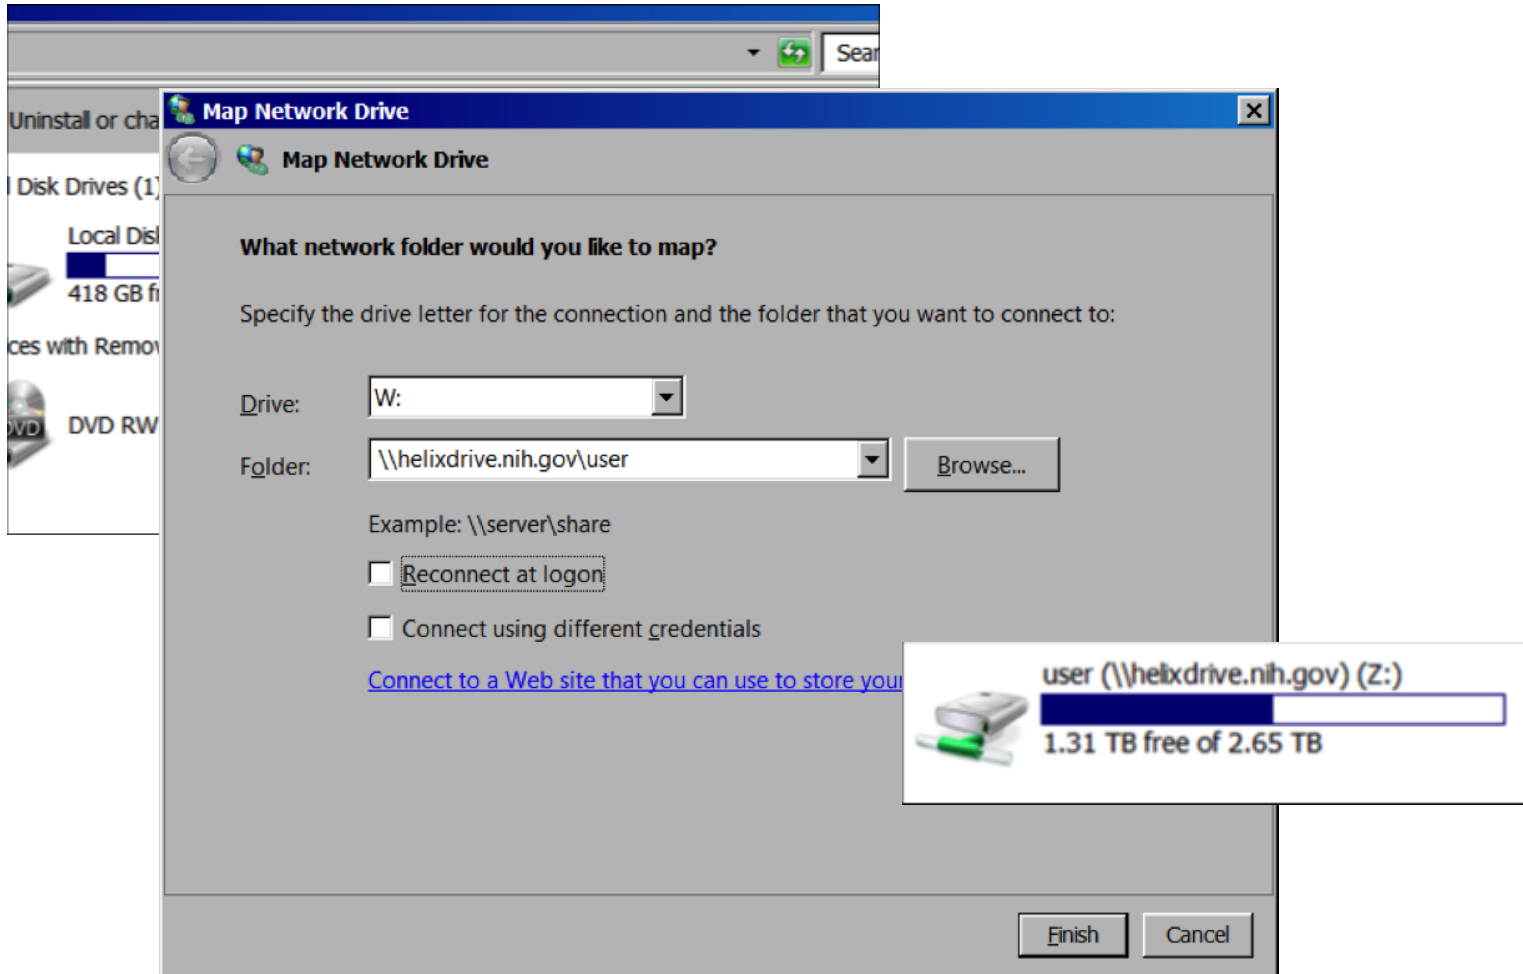 Sear
Uninstall or cha
Disk Drives (1)
Local Dis
418 GB f
ces with Remov
DVD
DVD RW
Map Network Drive
Map Network Drive
What network folder would you like to map?
Specify the drive letter for the connection and the folder that you want to connect to:
Drive: W:
Folder: \\helixdrive.nih.gov\user Browse...
Example: \\server\share
Reconnect at logon
Connect using different credentials
Connect to a Web site that you can use to store your
user (\\helixdrive.nih.gov) (Z:)
1.31 TB free of 2.65 TB
Finish Cancel